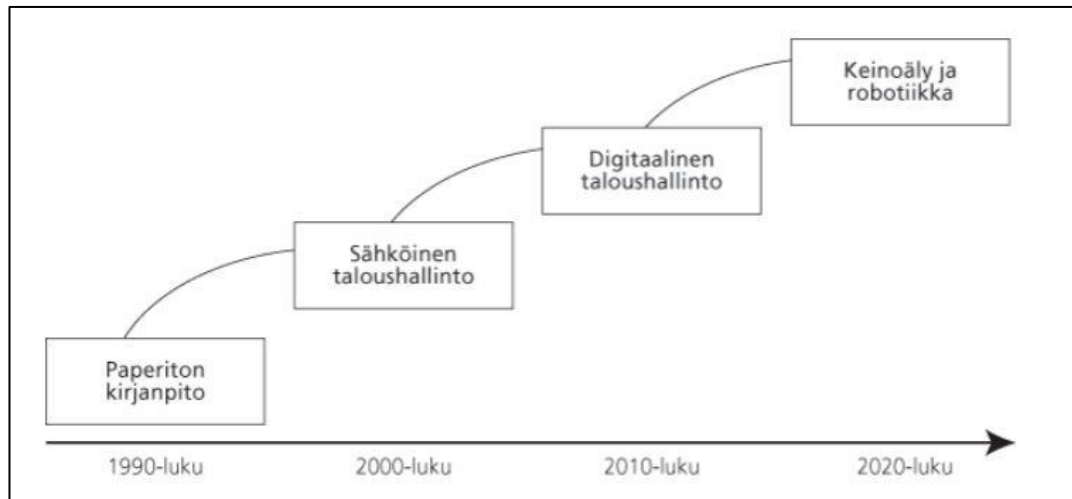 Keinoäly ja
robotiikka
Digitaalinen
taloushallinto
Sähköinen
taloushallinto
Paperiton
kirjanpito
1990-luku 2000-luku 2010-luku 2020-luku